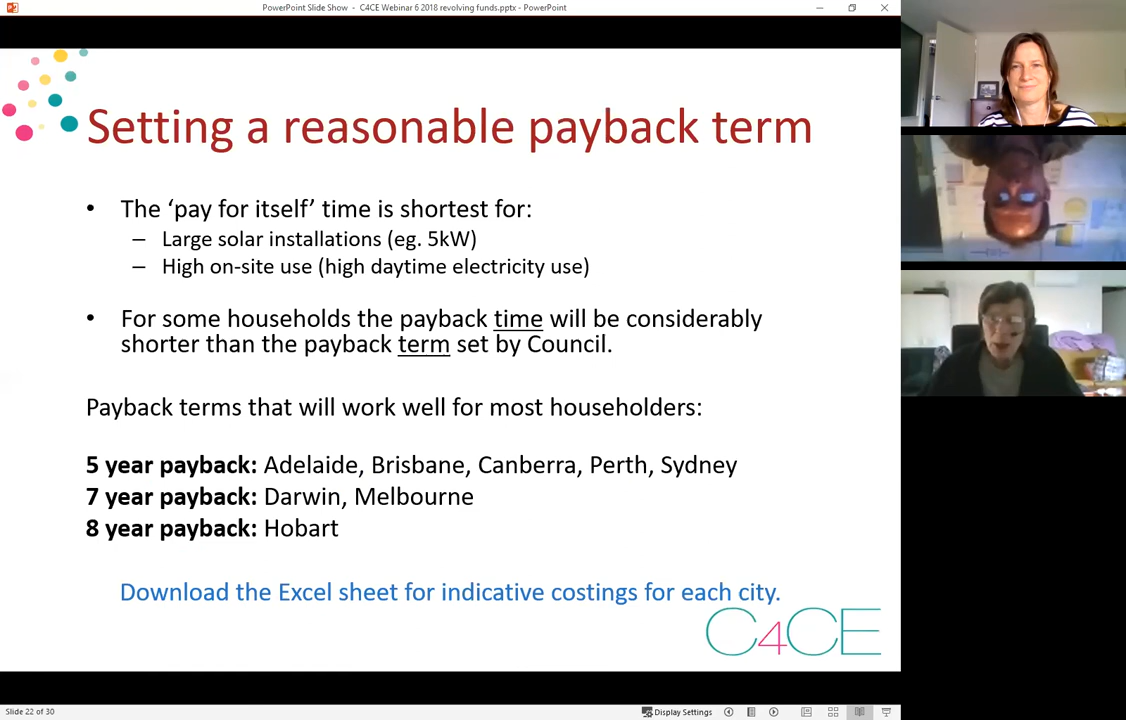 PowerPoint Slide Show - C4CE Webinar 6 2018 revolving funds.pptx - PowerPoint
Setting a reasonable payback term
• The ‘pay for itself’ time is shortest for:
– Large solar installations (eg. 5kW)
– High on-site use (high daytime electricity use)
• For some households the payback time will be considerably
shorter than the payback term set by Council.
Payback terms that will work well for most householders:
5 year payback: Adelaide, Brisbane, Canberra, Perth, Sydney
7 year payback: Darwin, Melbourne
8 year payback: Hobart
Download the Excel sheet for indicative costings for each city.
C4CE
Slide 22 of 30
Display Settings